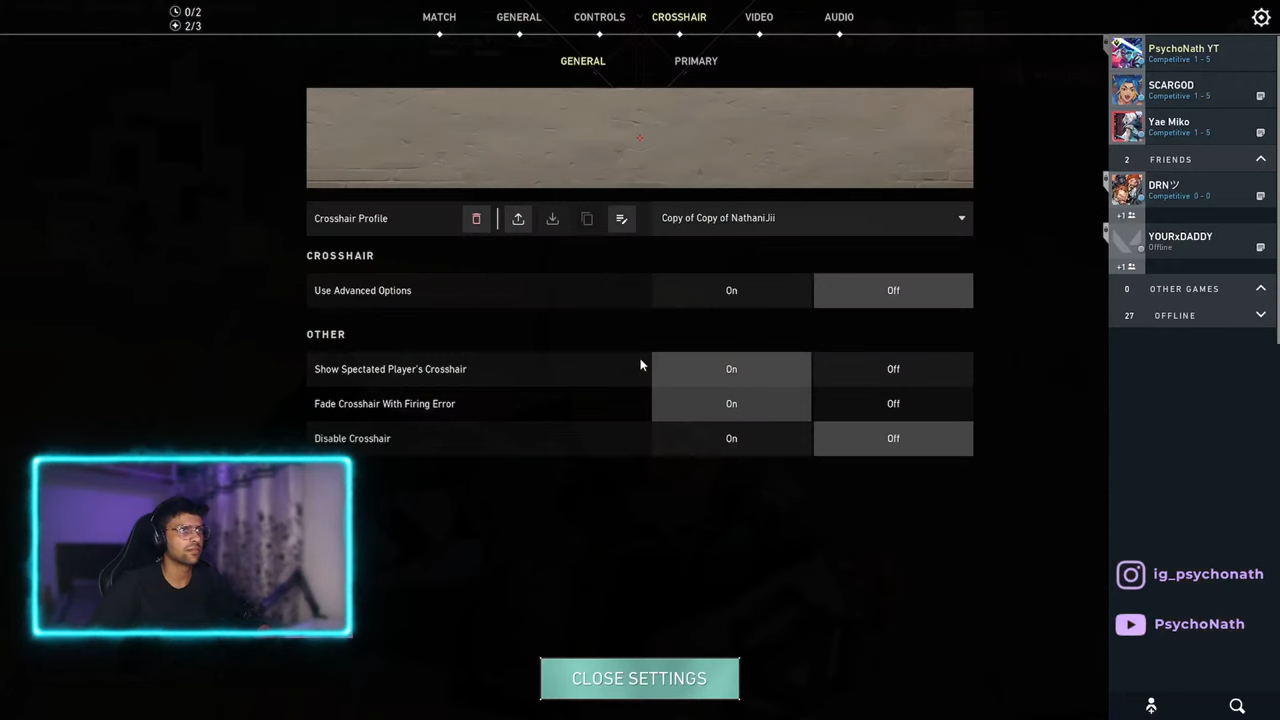 0/2
2/3
MATCH
GENERAL
CONTROLS
CROSSHAIR
VIDEO
AUDIO
GENERAL
PRIMARY
Crosshair Profile
Copy of Copy of NathaniJii
CROSSHAIR
Use Advanced Options
On
Off
OTHER
Show Spectated Player's Crosshair
On
Off
Fade Crosshair With Firing Error
On
Off
Disable Crosshair
On
Off
CLOSE SETTINGS
PsychoNath YT
Competitive 1 - 5
SCARGOD
Competitive 1 - 5
Yae Miko
Competitive 1 - 5
2 FRIENDS
DRNツ
Competitive 0 - 0
+1
YOURxDADDY
Offline
+1
0 OTHER GAMES
27 OFFLINE
ig_psychonath
PsychoNath